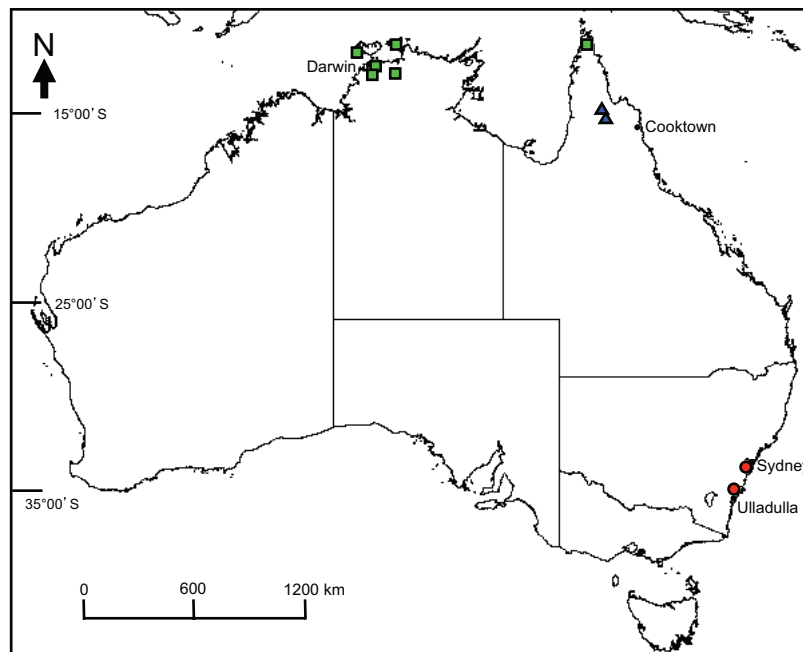 N
Darwin
15°00's S
Cooktown
25°00's S
Sydney
35°00's S
Ulladulla
0 600 1200 km